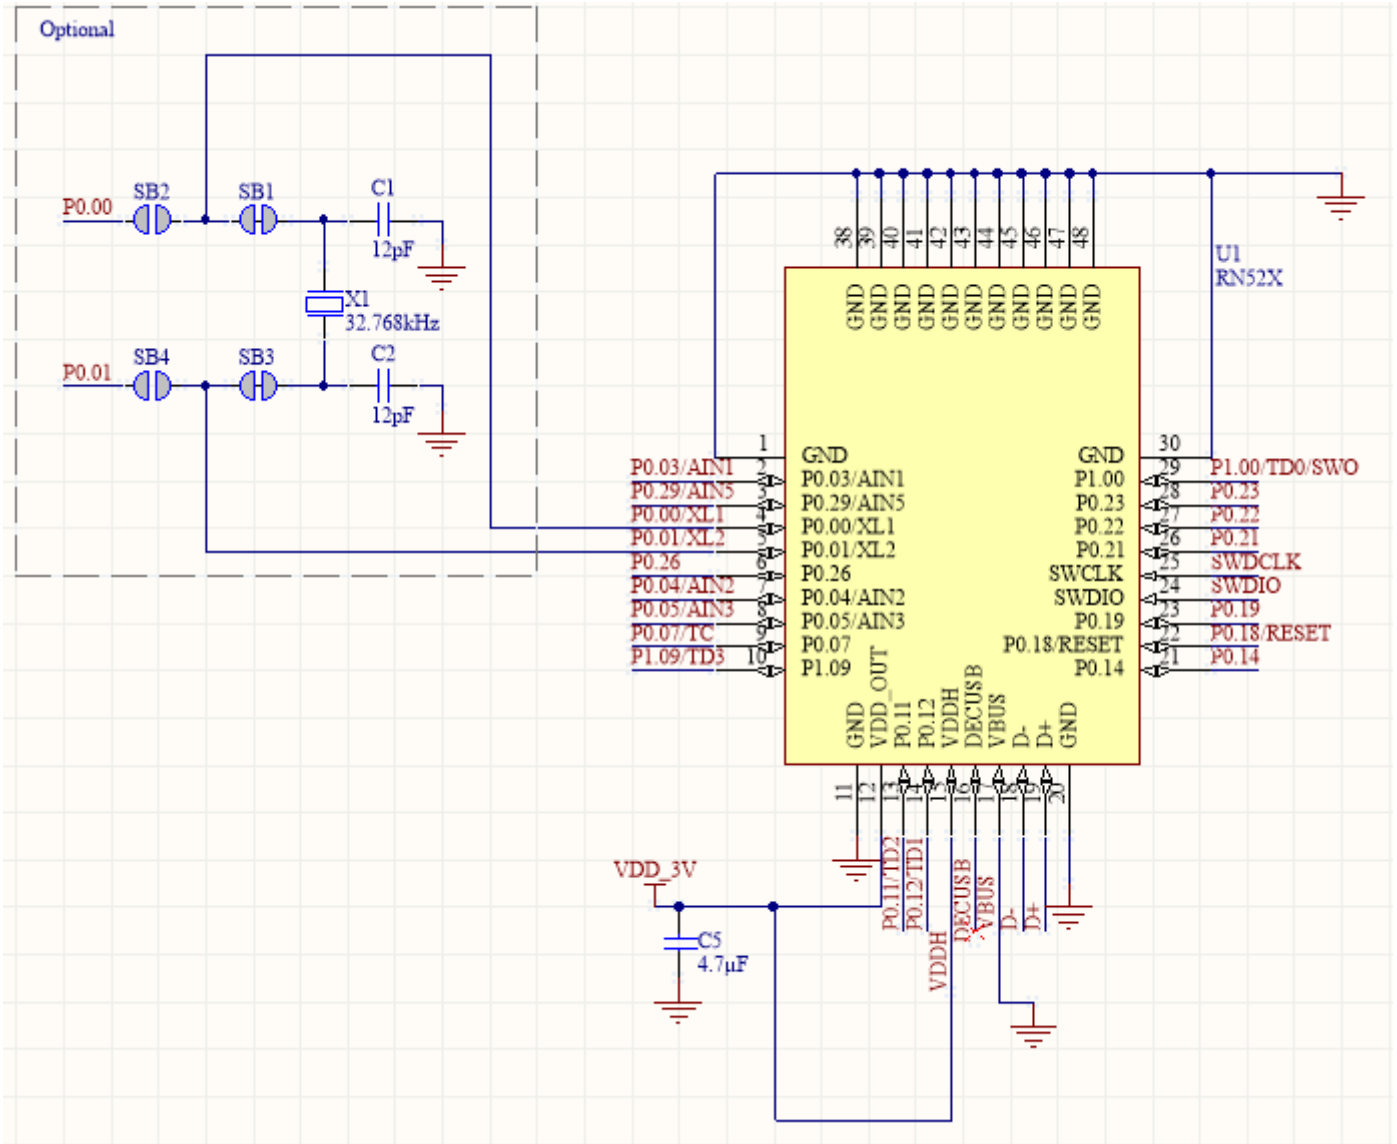 Optional
SB2
SB1
C1
P0.00
12pF
X1
32.768kHz
SB4
SB3
C2
P0.01
12pF
38
39
40
41
42
43
44
45
46
47
48
U1
RN52X
GND
GND
GND
GND
GND
GND
GND
GND
GND
GND
GND
1
GND
P0.03/AIN1
2
P0.03/AIN1
P0.29/AIN5
3
P0.29/AIN5
P0.00/XL1
4
P0.00/XL1
P0.01/XL2
5
P0.01/XL2
P0.26
6
P0.26
P0.04/AIN2
7
P0.04/AIN2
P0.05/AIN3
8
P0.05/AIN3
P0.07/TC
9
P0.07
P1.09/TD3
10
P1.09
30
GND
29
P1.00/TD0/SWO
P1.00
28
P0.23
P0.23
27
P0.22
P0.22
26
P0.21
P0.21
25
SWDCLK
SWCLK
24
SWDIO
SWDIO
23
P0.19
P0.19
22
P0.18/RESET
P0.18/RESET
21
P0.14
P0.14
GND
VDD_OUT
P0.11
P0.12
VDDH
DECUSB
VBUS
D-
D+
GND
11
12
13
14
15
16
17
18
19
20
P0.11/TD2
P0.12/TD1
VDDH
DECUSB
VBUS
D-
D+
VDD_3V
C5
4.7µF